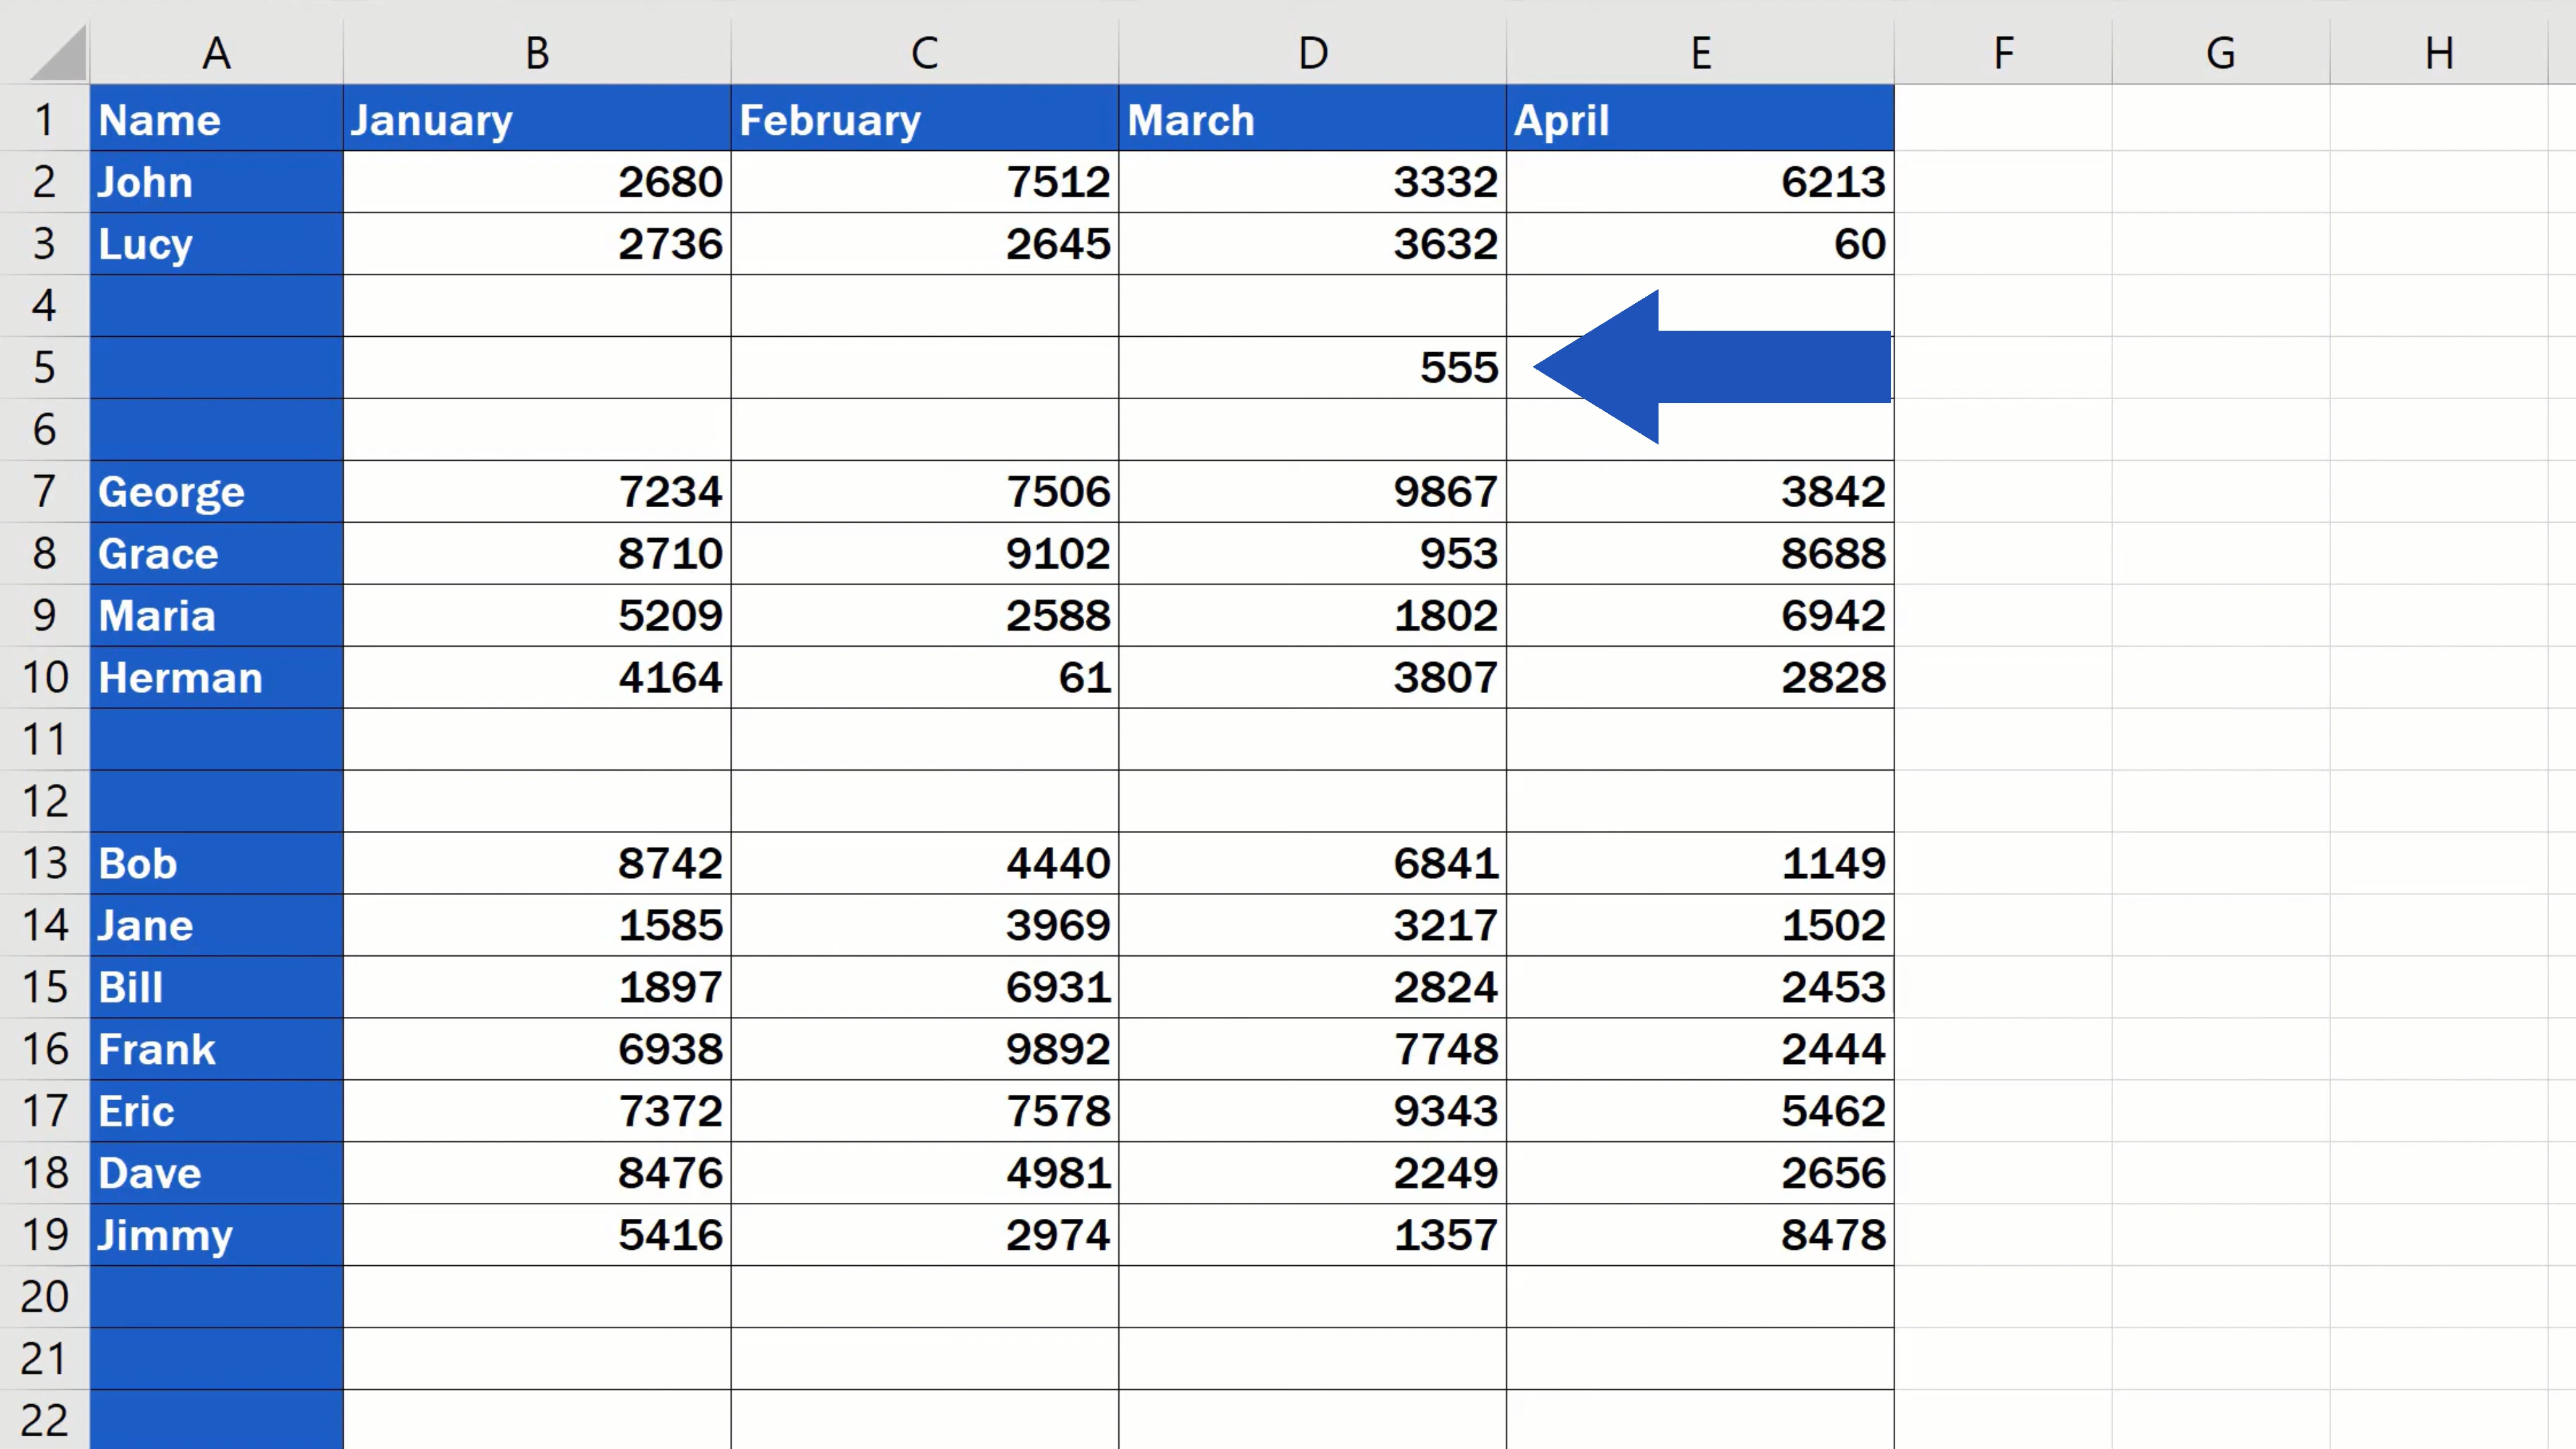 A B C D E F G H
1 Name January February March April
2 John 2680 7512 3332 6213
3 Lucy 2736 2645 3632 60
4
5 555
6
7 George 7234 7506 9867 3842
8 Grace 8710 9102 953 8688
9 Maria 5209 2588 1802 6942
10 Herman 4164 61 3807 2828
11
12
13 Bob 8742 4440 6841 1149
14 Jane 1585 3969 3217 1502
15 Bill 1897 6931 2824 2453
16 Frank 6938 9892 7748 2444
17 Eric 7372 7578 9343 5462
18 Dave 8476 4981 2249 2656
19 Jimmy 5416 2974 1357 8478
20
21
22